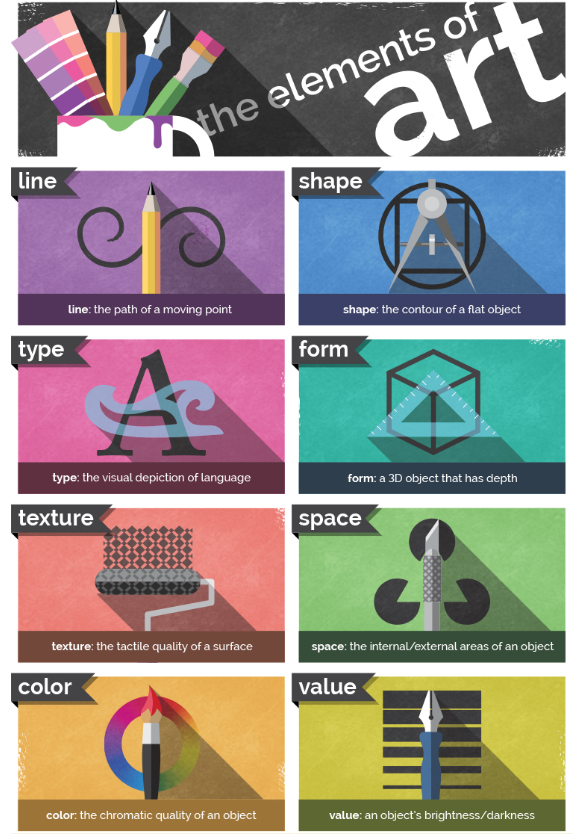 the elements of
art
line
shape
line: the path of a moving point
shape: the contour of a flat object
type
form
A
type: the visual depiction of language
form: a 3D object that has depth
texture
space
texture: the tactile quality of a surface
space: the internal/external areas of an object
color
value
color: the chromatic quality of an object
value: an object's brightness/darkness